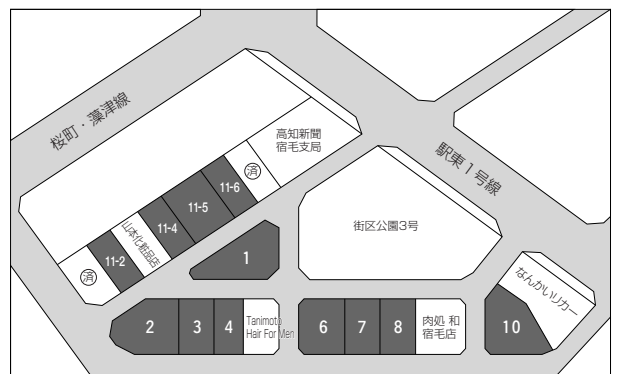 桜町・藻津線
高知新聞
宿毛支局
駅東1号線
済
11-6
11-5
11-4
山本化粧品店
11-2
済
街区公園3号
1
なんかいリカー
2
3
4
Tanimoto
Hair For Men
6
7
8
肉処 和
宿毛店
10